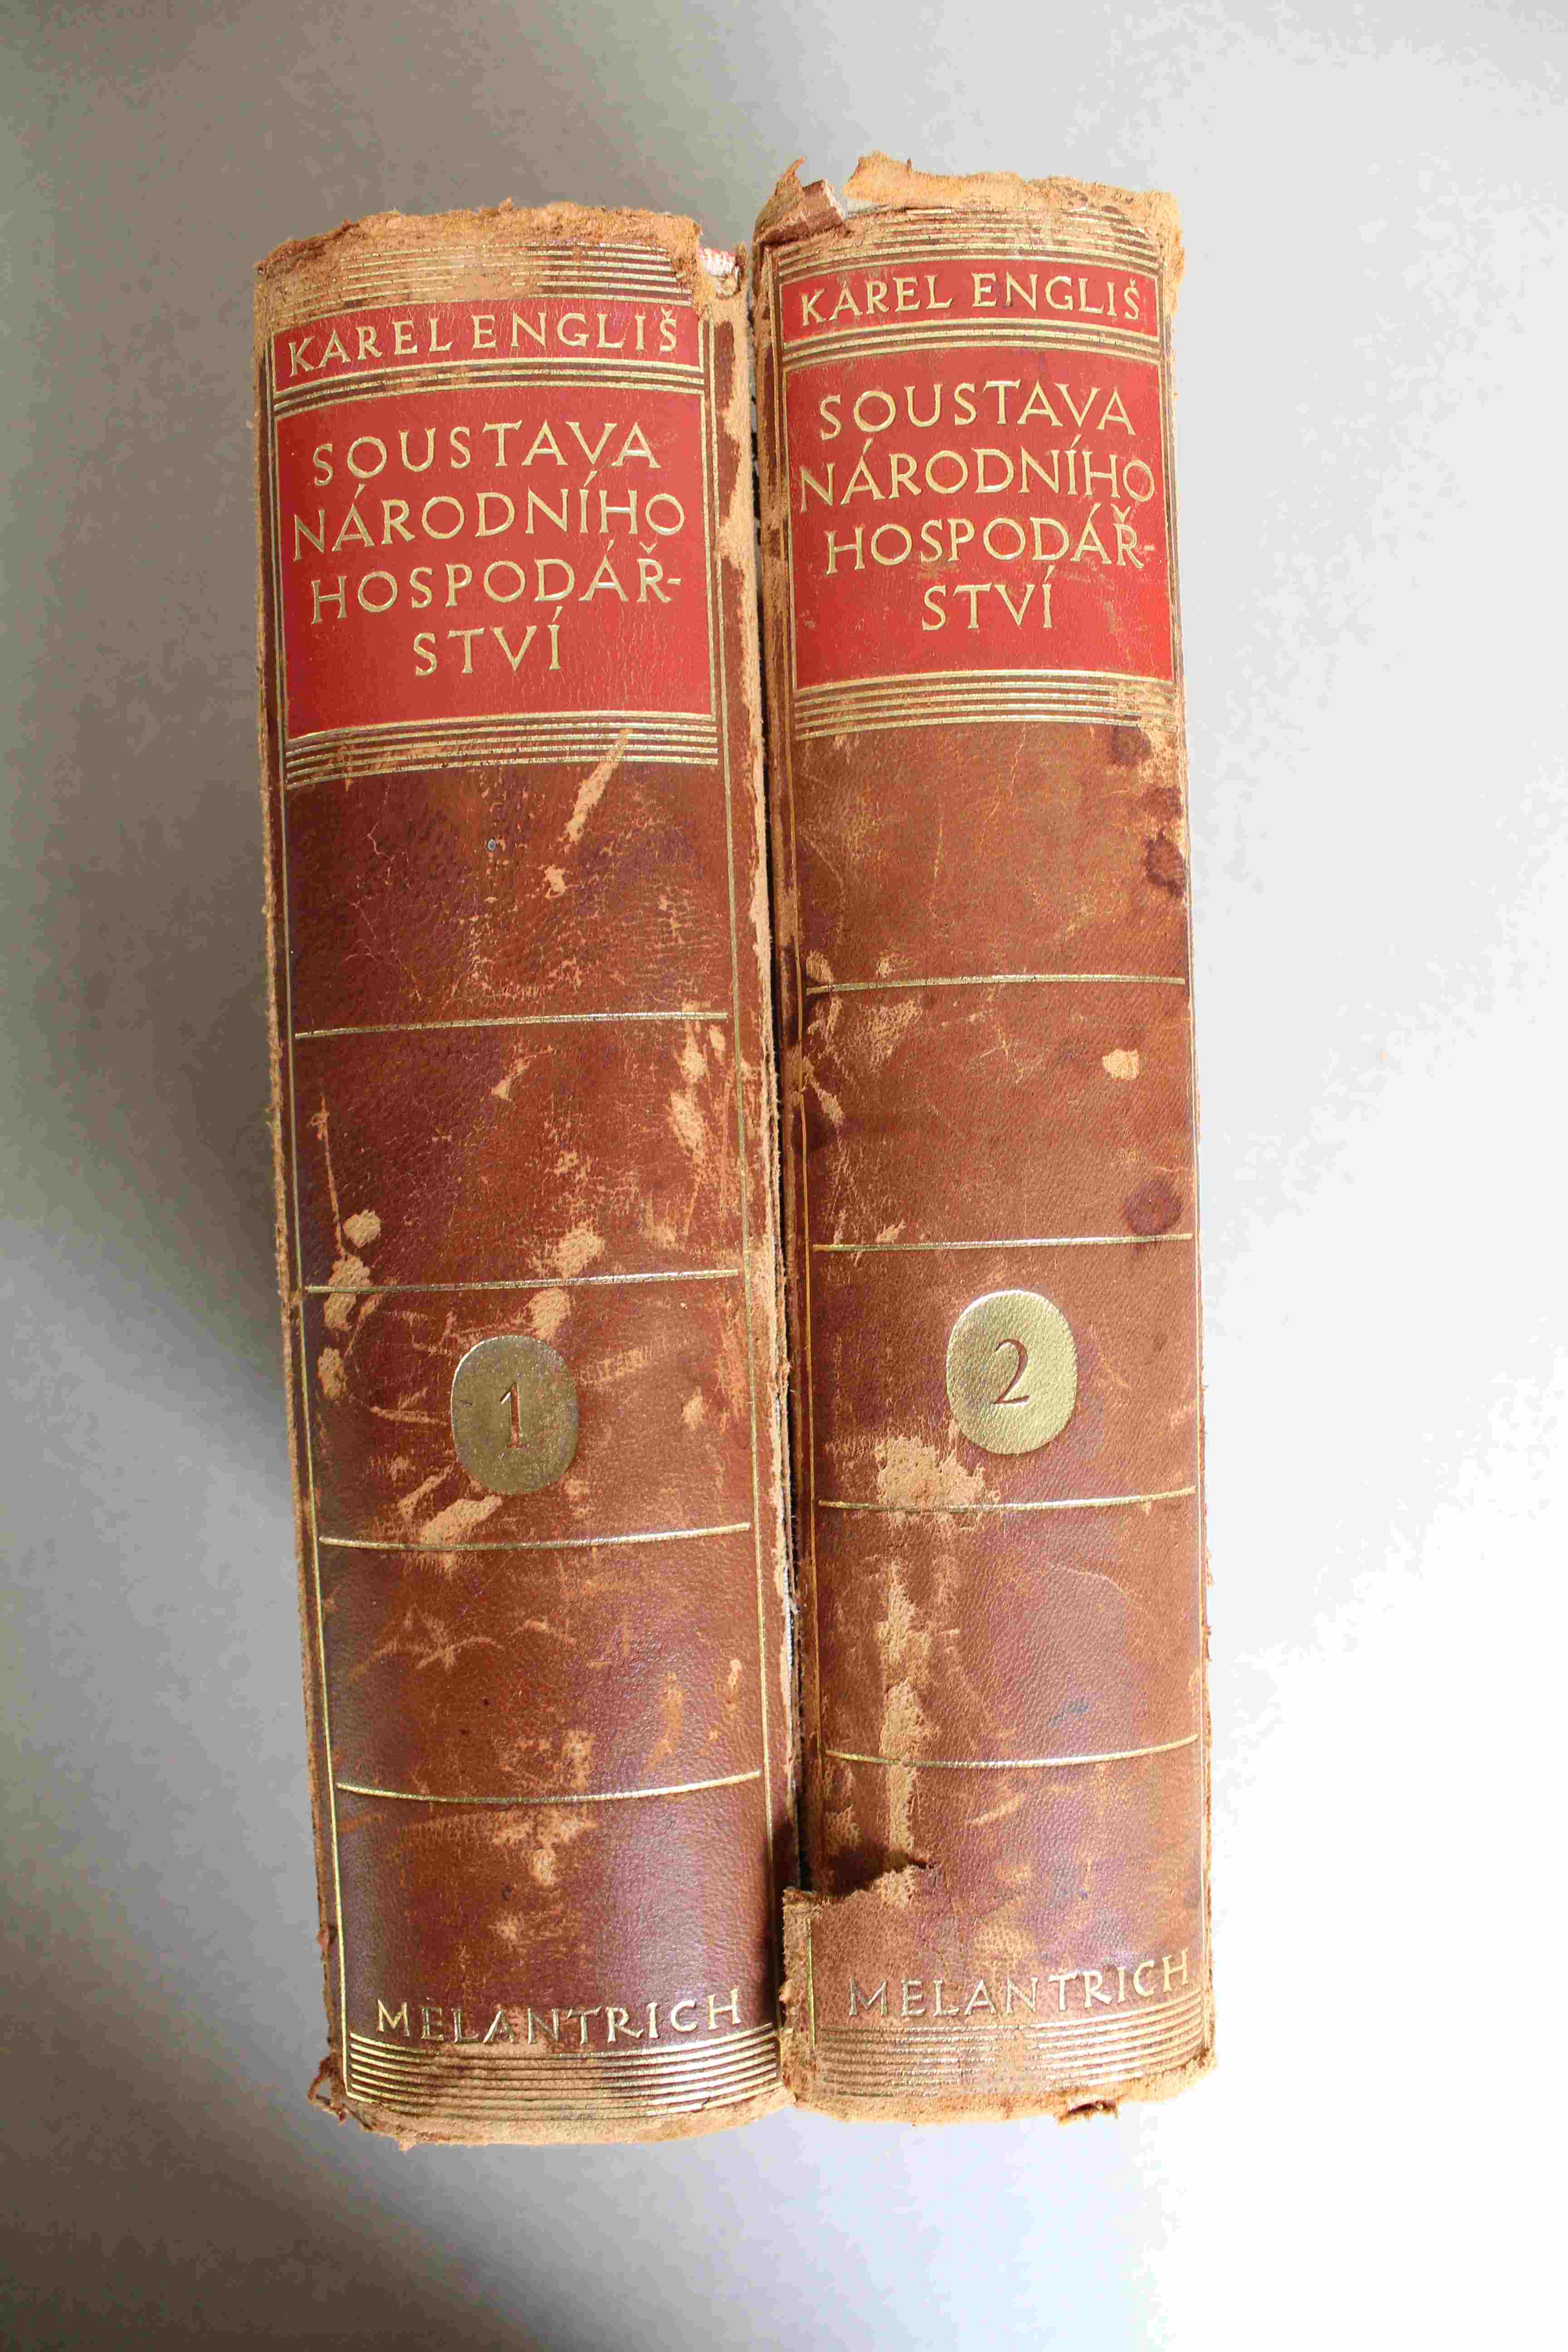 KAREL ENGLIŠ
SOUSTAVA
NÁRODNÍHO
HOSPODÁŘ-
STVÍ
1
MELANTRICH
KAREL ENGLIŠ
SOUSTAVA
NÁRODNÍHO
HOSPODÁŘ-
STVÍ
2
MELANTRICH